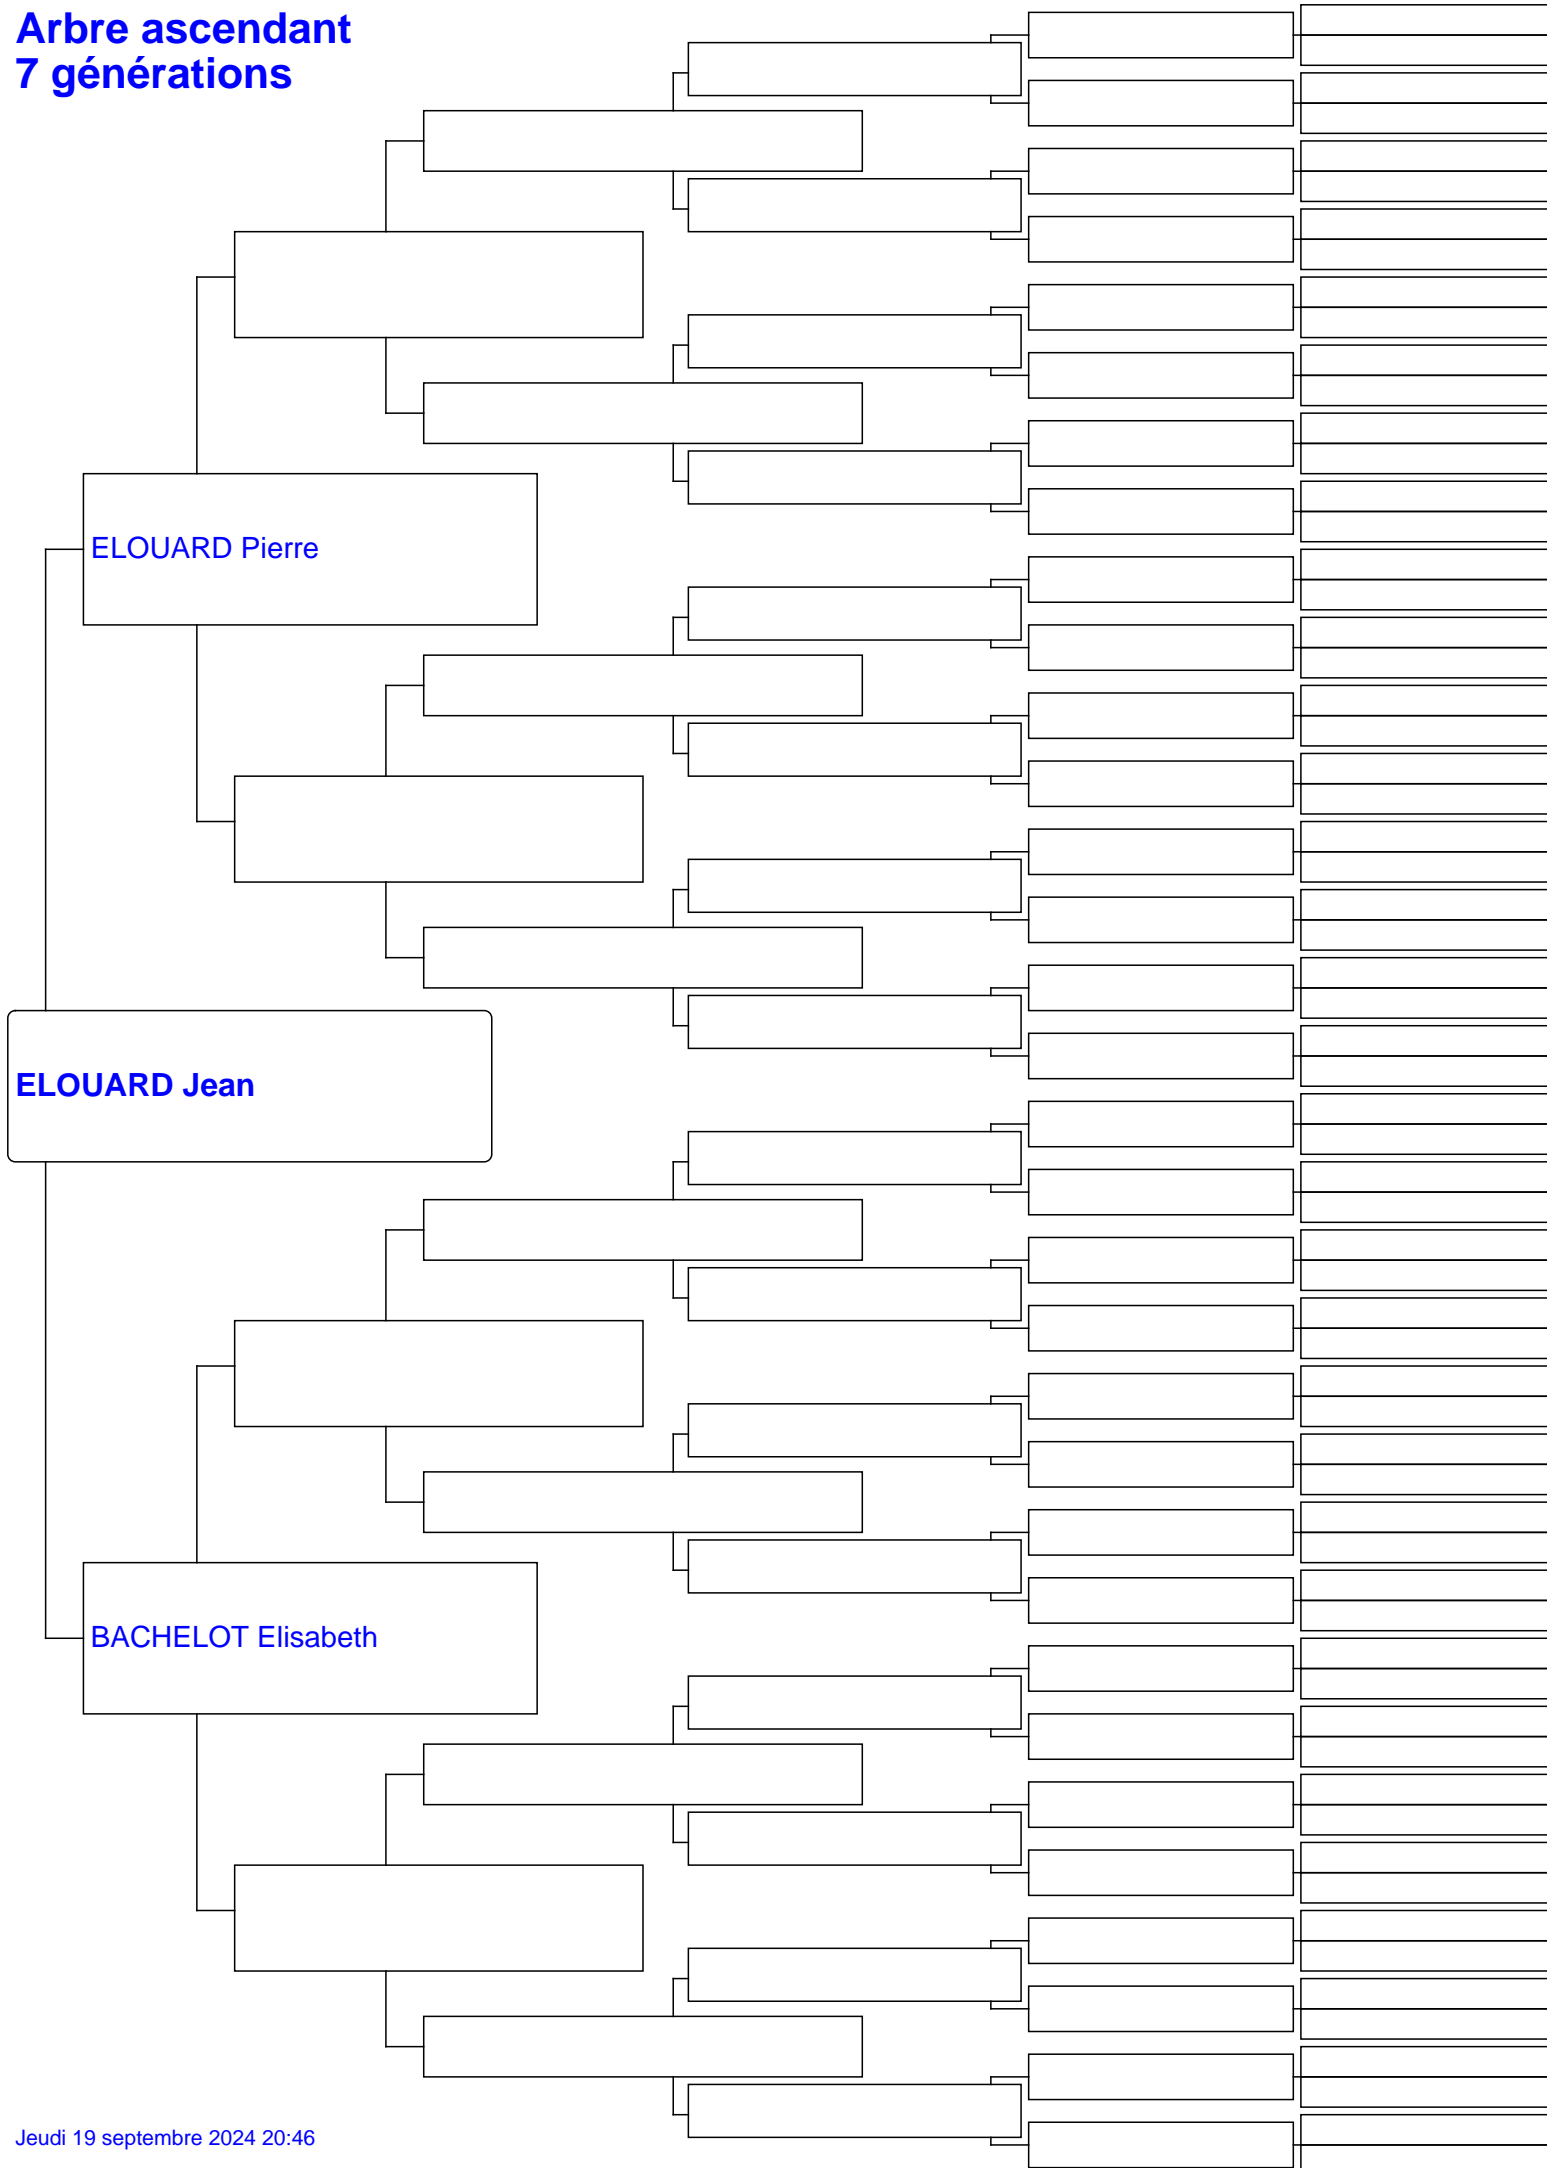 Arbre ascendant
7 générations
ELOUARD Pierre
ELOUARD Jean
BACHELOT Elisabeth
Jeudi 19 septembre 2024 20:46